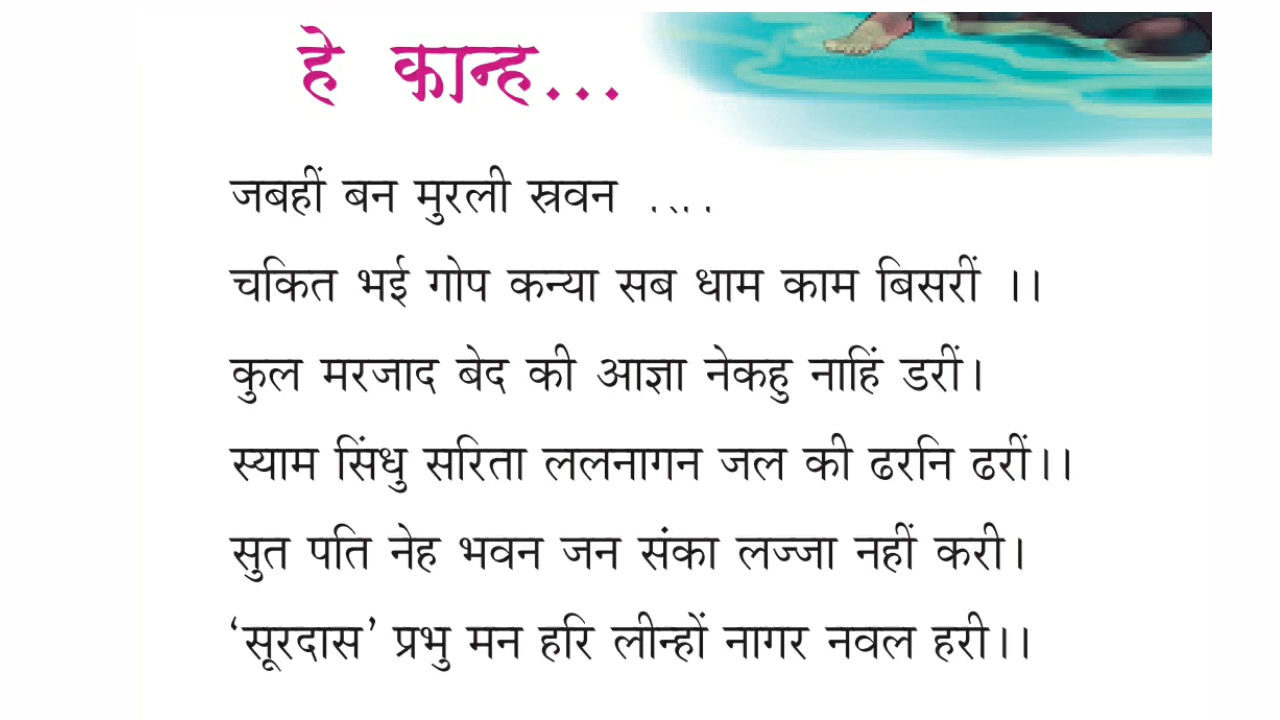 हे कान्ह...
जबहीं बन मुरली स्रवन ....
चकित भई गोप कन्या सब धाम काम बिसरीं ।।
कुल मरजाद बेद की आज्ञा नेकहु नाहिं डरीं।
स्याम सिंधु सरिता ललनागन जल की ढरनि ढरीं।।
सुत पति नेह भवन जन संका लज्जा नहीं करी।
‘सूरदास’ प्रभु मन हरि लीन्हों नागर नवल हरी।।